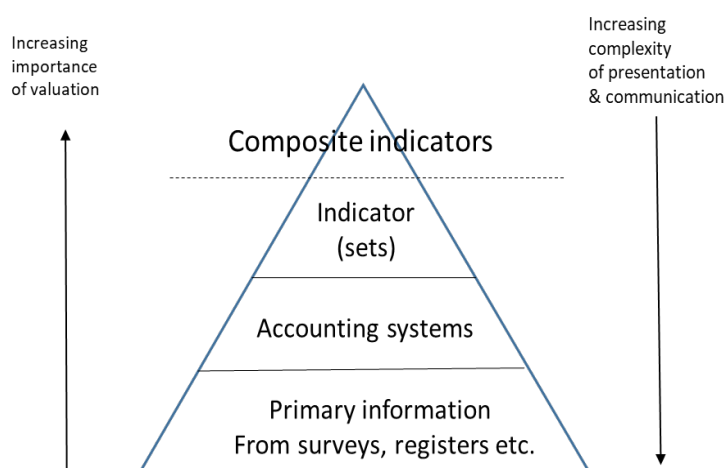 Increasing
importance
of valuation
Increasing
complexity
of presentation
& communication
Composite indicators
Indicator
(sets)
Accounting systems
Primary information
From surveys, registers etc.